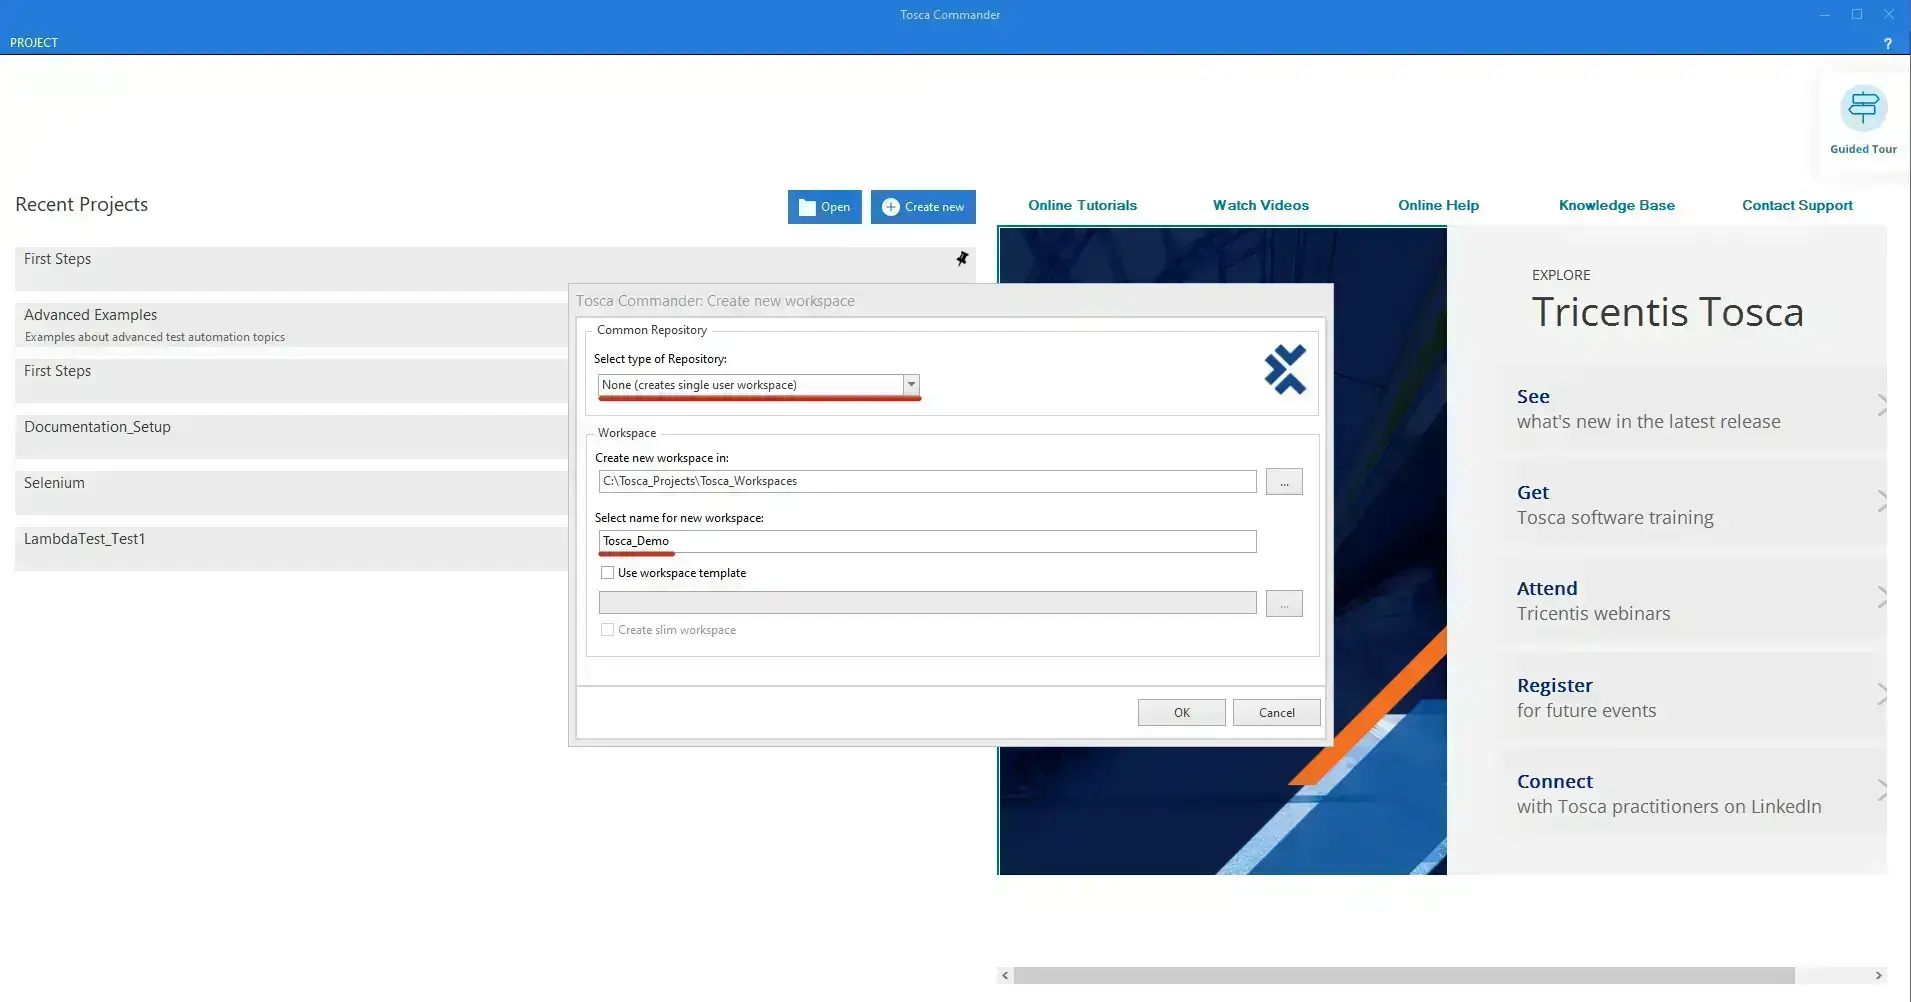 Tosca Commander
PROJECT
?
Guided Tour
Recent Projects
Open
Create new
Online Tutorials
Watch Videos
Online Help
Knowledge Base
Contact Support
First Steps
Advanced Examples
Examples about advanced test automation topics
First Steps
Documentation_Setup
Selenium
LambdaTest_Test1
Tosca Commander: Create new workspace
Common Repository
Select type of Repository:
None (creates single user workspace)
Workspace
Create new workspace in:
C:\Tosca_Projects\Tosca_Workspaces
...
Select name for new workspace:
Tosca_Demo
Use workspace template
...
Create slim workspace
OK
Cancel
EXPLORE
Tricentis Tosca
See
what's new in the latest release
Get
Tosca software training
Attend
Tricentis webinars
Register
for future events
Connect
with Tosca practitioners on LinkedIn